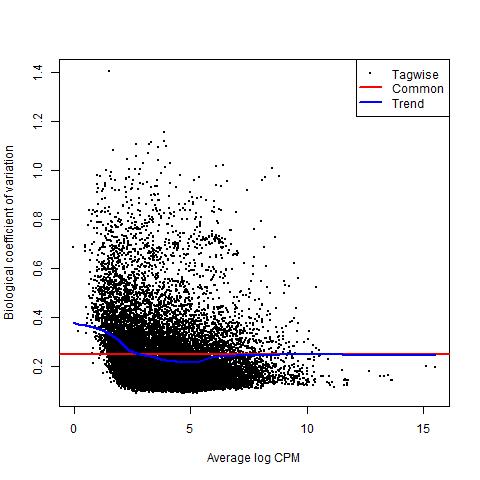 Tagwise
Common
Trend
Biological coefficient of variation
1.4
1.2
1.0
0.8
0.6
0.4
0.2
0
5
10
15
Average log CPM